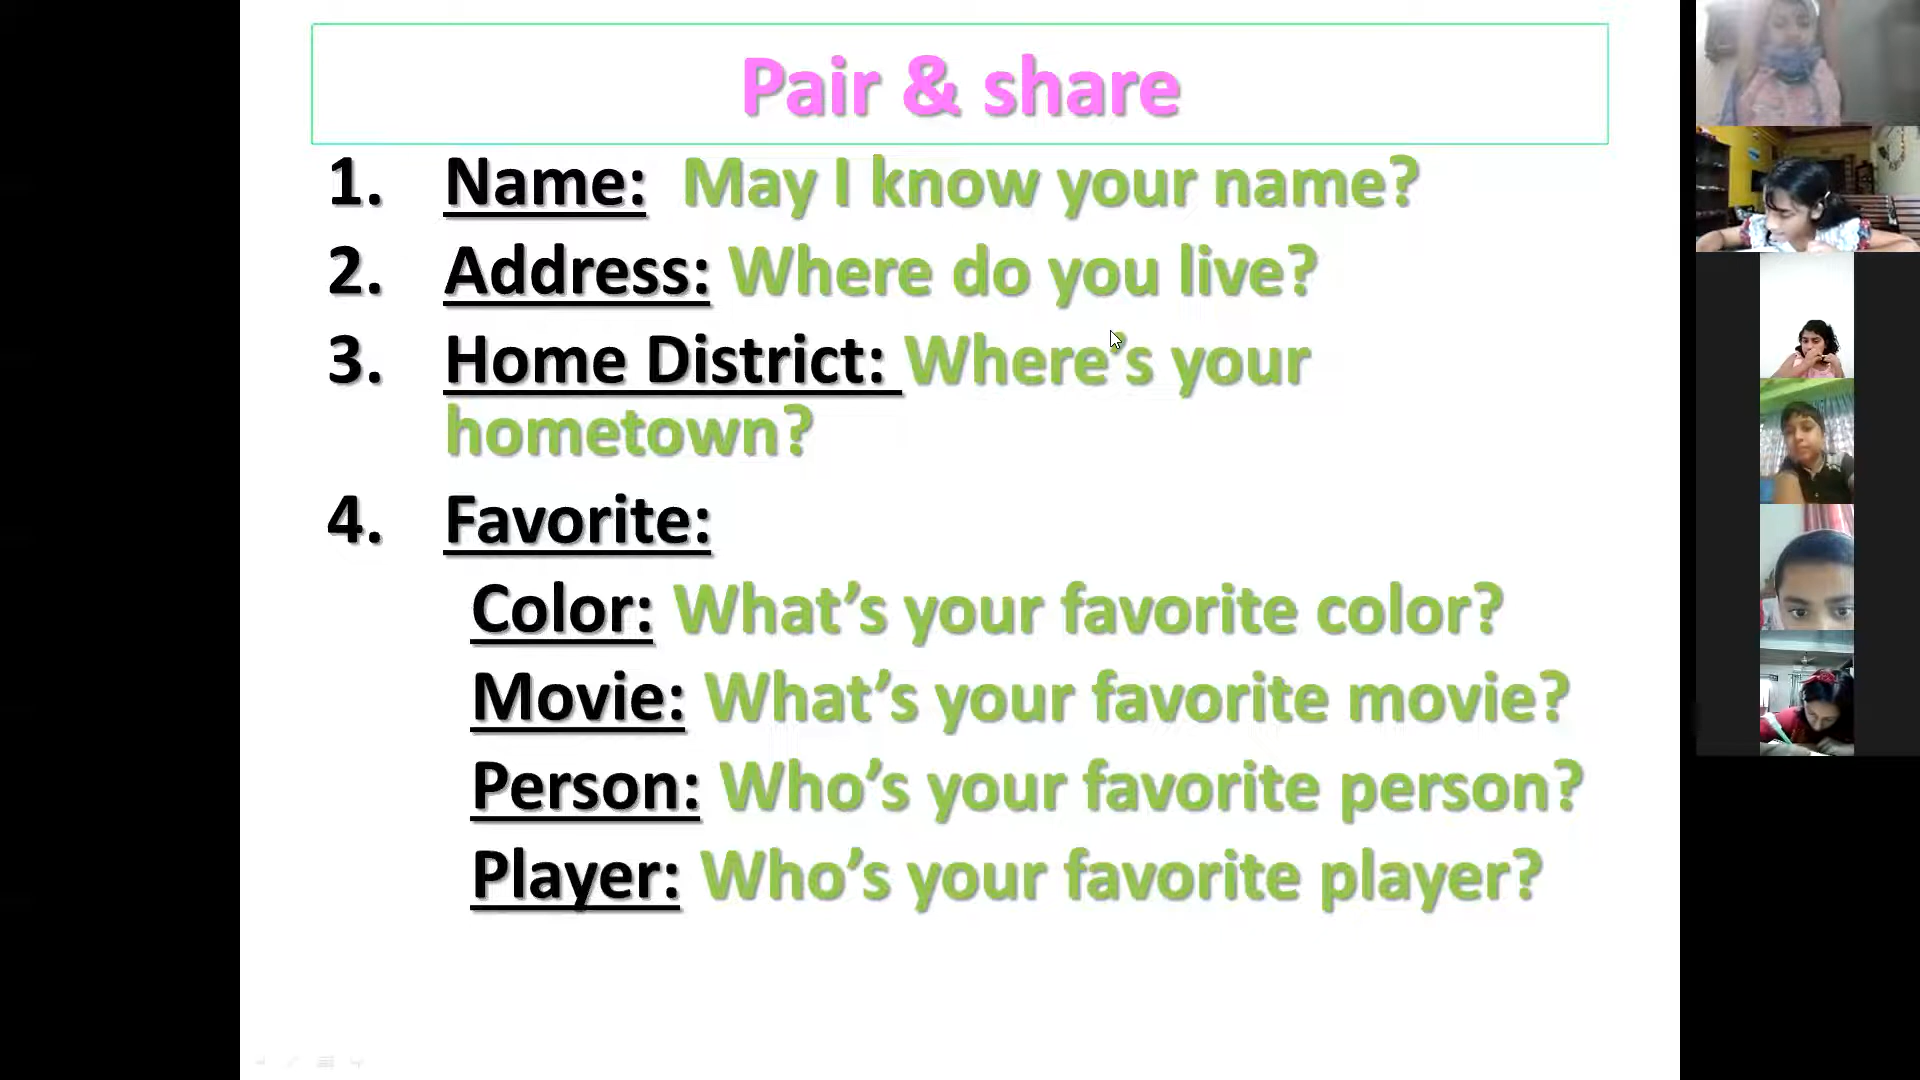 Pair & share
1. Name: May I know your name?
2. Address: Where do you live?
3. Home District: Where's your
hometown?
4. Favorite:
Color: What’s your favorite color?
Movie: What’s your favorite movie?
Person: Who’s your favorite person?
Player: Who’s your favorite player?